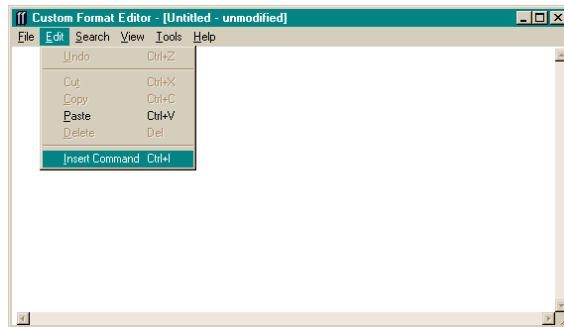 Custom Format Editor - [Untitled - unmodified]
File Edit Search View Tools Help
Undo Ctrl+Z
Cut Ctrl+X
Copy Ctrl+C
Paste Ctrl+V
Delete Del
Insert Command Ctrl+I